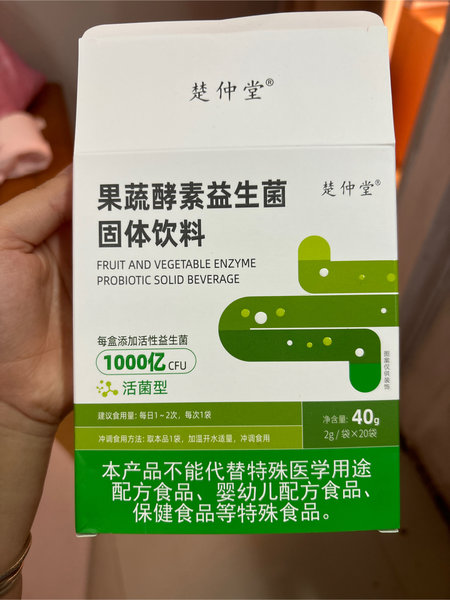 楚仲堂®
果蔬酵素益生菌
固体饮料
楚仲堂®
FRUIT AND VEGETABLE ENZYME
PROBIOTIC SOLID BEVERAGE
每盒添加活性益生菌
1000亿CFU
活菌型
图案仅供装饰
建议食用量：每日1~2次，每次1袋
冲调食用方法：取本品1袋，加温开水适量，冲调食用
净含量：40g
2g/袋×20袋
本产品不能代替特殊医学用途
配方食品、婴幼儿配方食品、
保健食品等特殊食品。